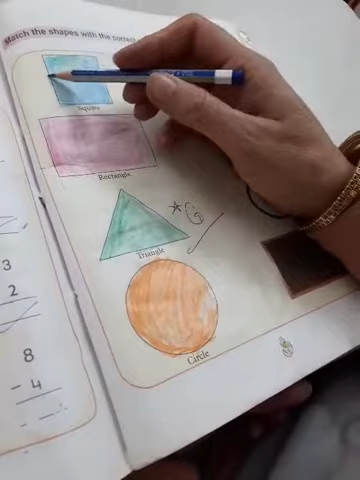 Match the shapes with the correct
Square
Rectangle
Triangle
Circle
3
2
8
- 4